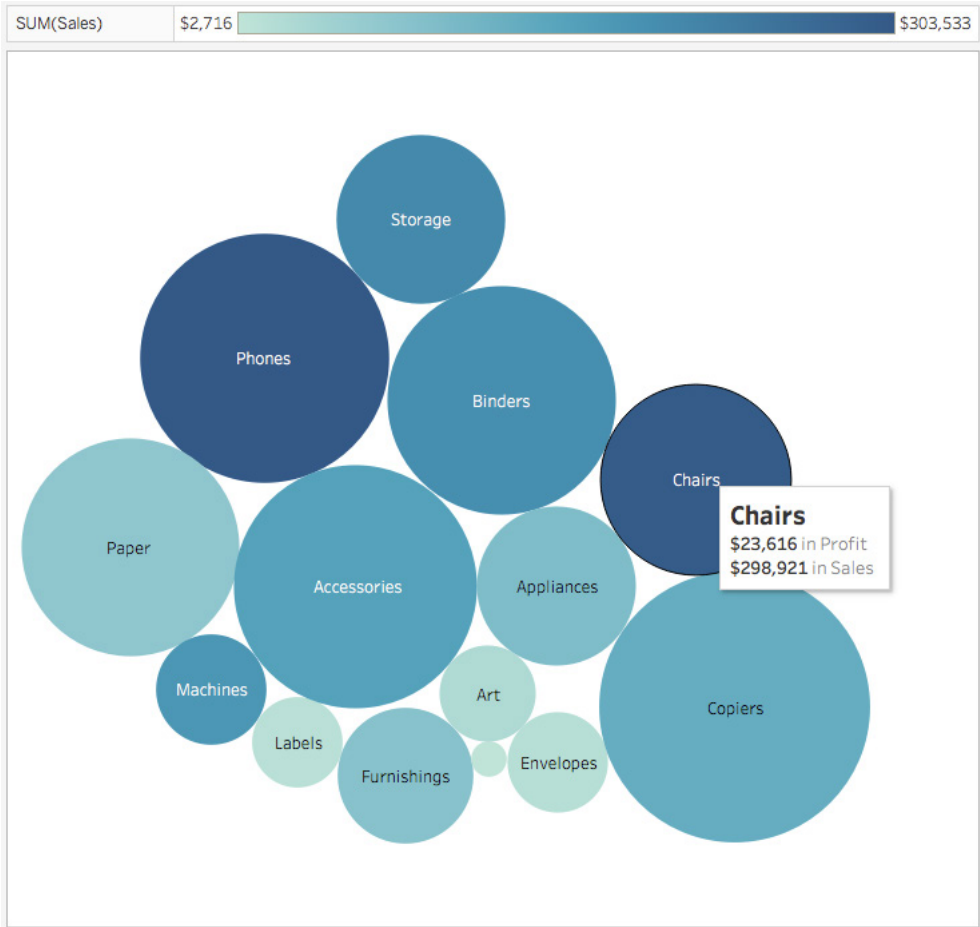 SUM(Sales) $2,716 $303,533
Storage
Phones
Binders
Chairs
Chairs
$23,616 in Profit
$298,921 in Sales
Paper
Accessories
Appliances
Machines
Art
Copiers
Labels
Envelopes
Furnishings